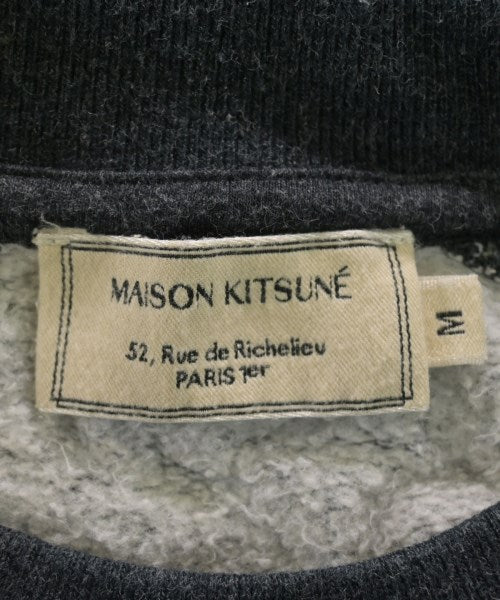 MAISON KITSUNÉ
52, Rue de Richelieu
PARIS 1er
M